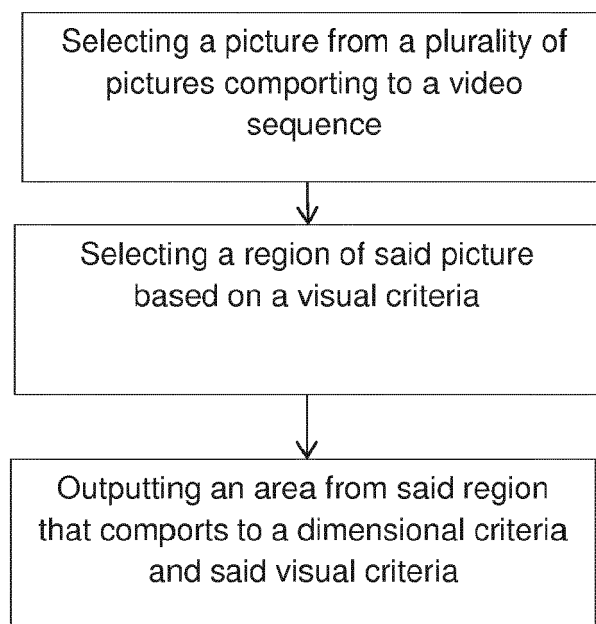 Selecting a picture from a plurality of
pictures comporting to a video
sequence
Selecting a region of said picture
based on a visual criteria
Outputting an area from said region
that comports to a dimensional criteria
and said visual criteria